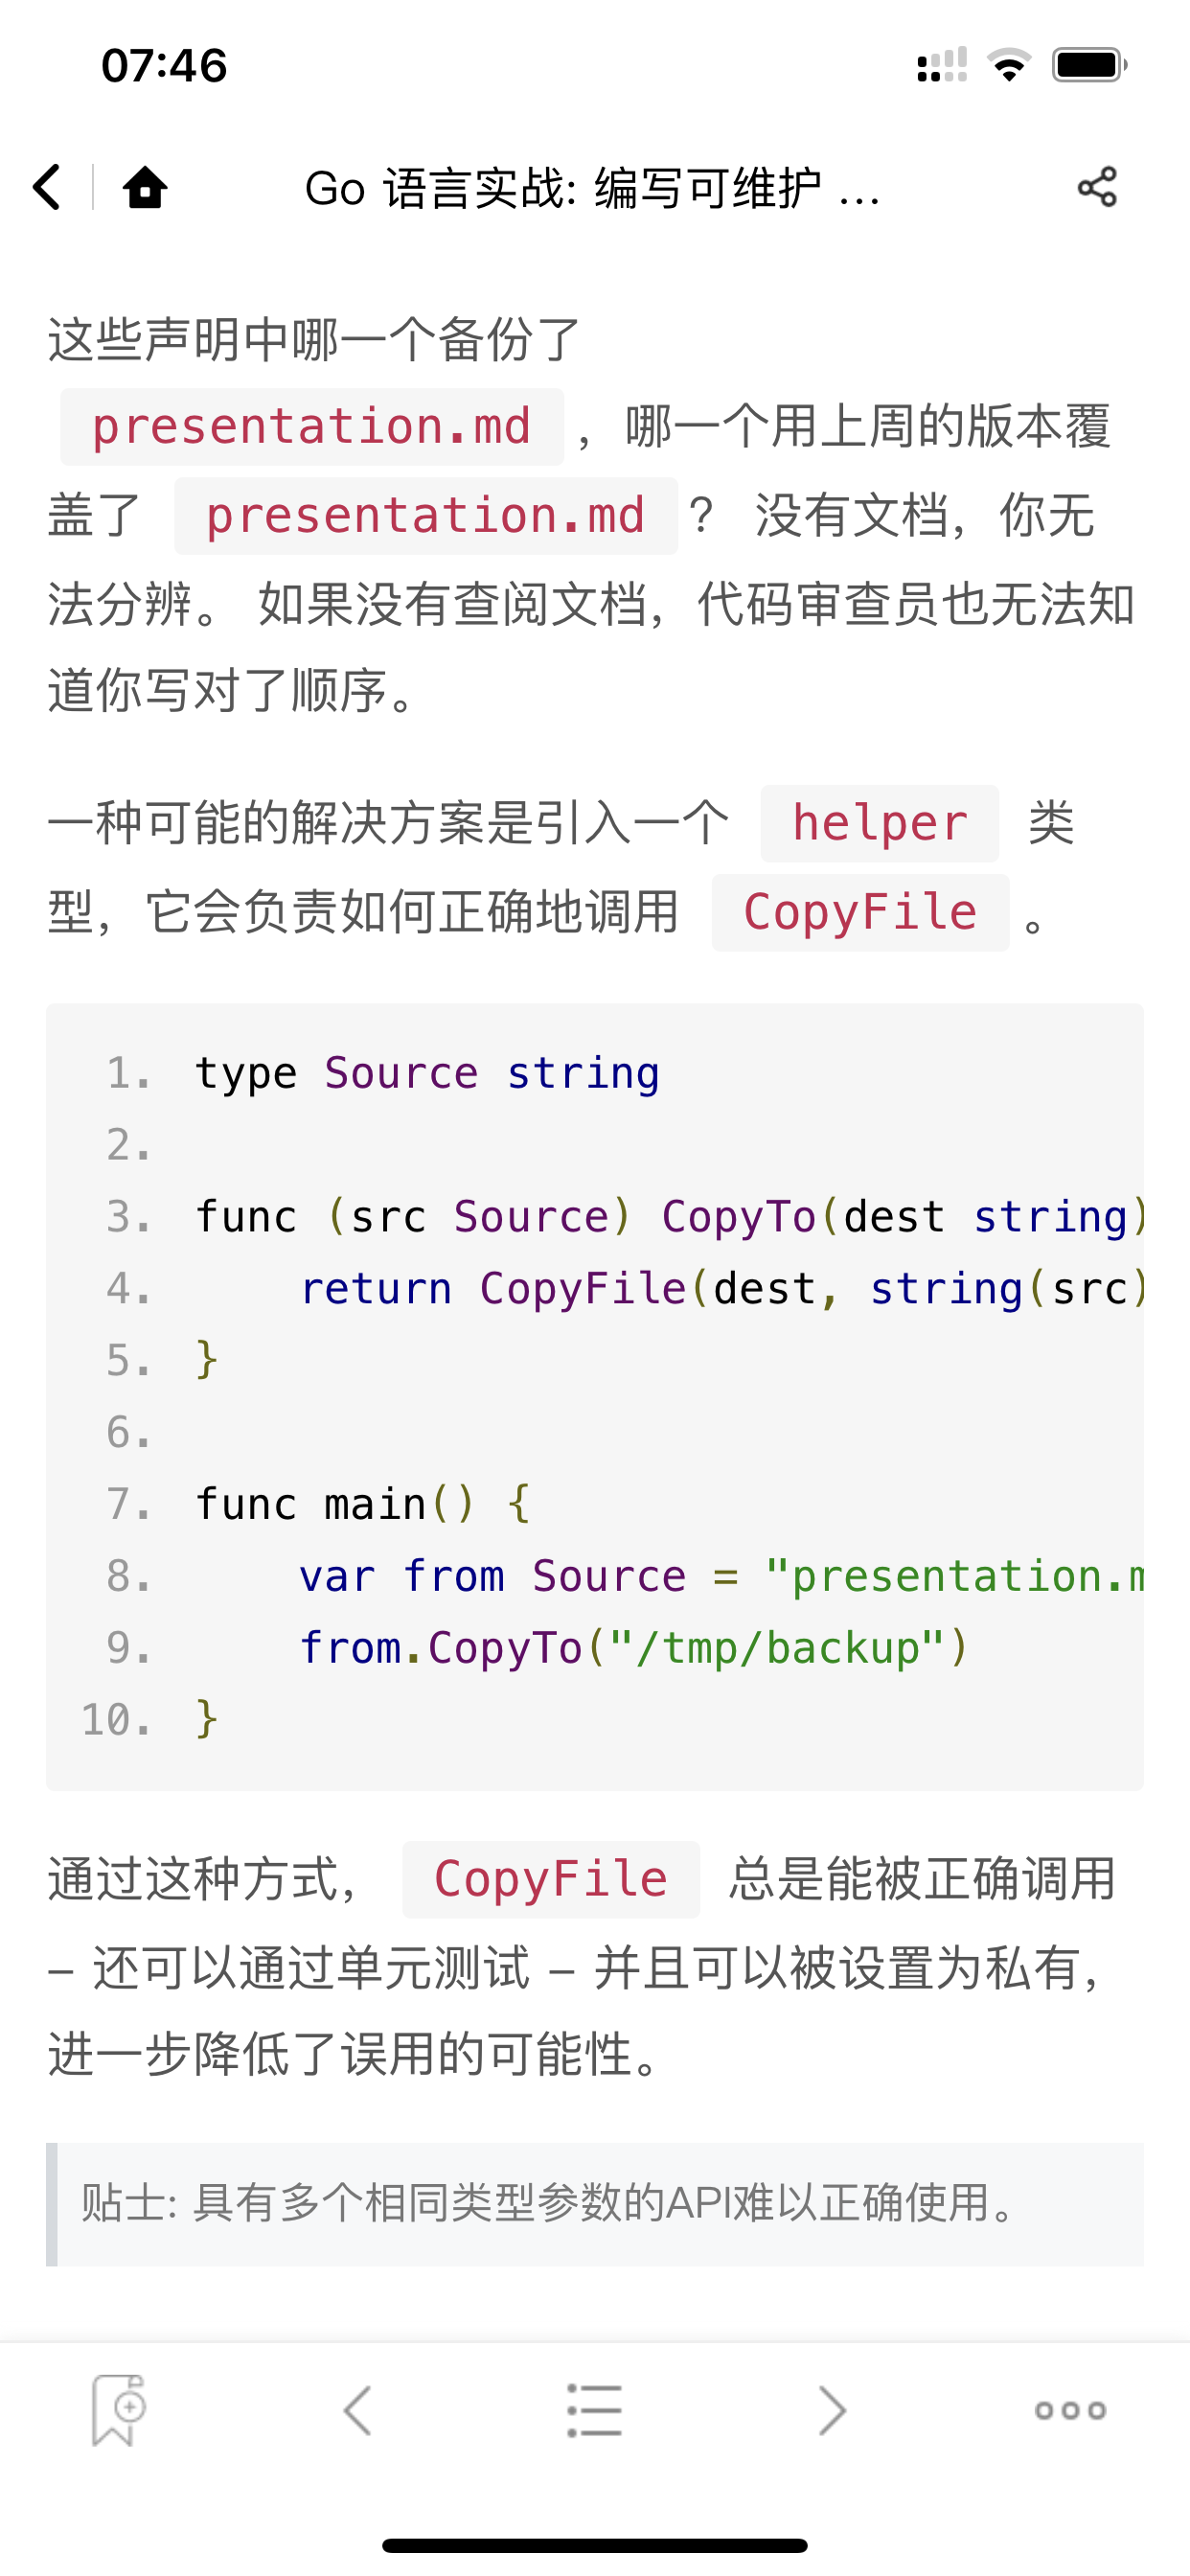 07:46
Go 语言实战: 编写可维护 ...
这些声明中哪一个备份了
presentation.md ，哪一个用上周的版本覆
盖了 presentation.md ？ 没有文档，你无
法分辨。 如果没有查阅文档，代码审查员也无法知
道你写对了顺序。
一种可能的解决方案是引入一个 helper 类
型，它会负责如何正确地调用 CopyFile 。
1. type Source string
2.
3. func (src Source) CopyTo(dest string)
4.     return CopyFile(dest, string(src)
5. }
6.
7. func main() {
8.     var from Source = "presentation.m
9.     from.CopyTo("/tmp/backup")
10. }
通过这种方式， CopyFile 总是能被正确调用
– 还可以通过单元测试 – 并且可以被设置为私有，
进一步降低了误用的可能性。
贴士: 具有多个相同类型参数的API难以正确使用。